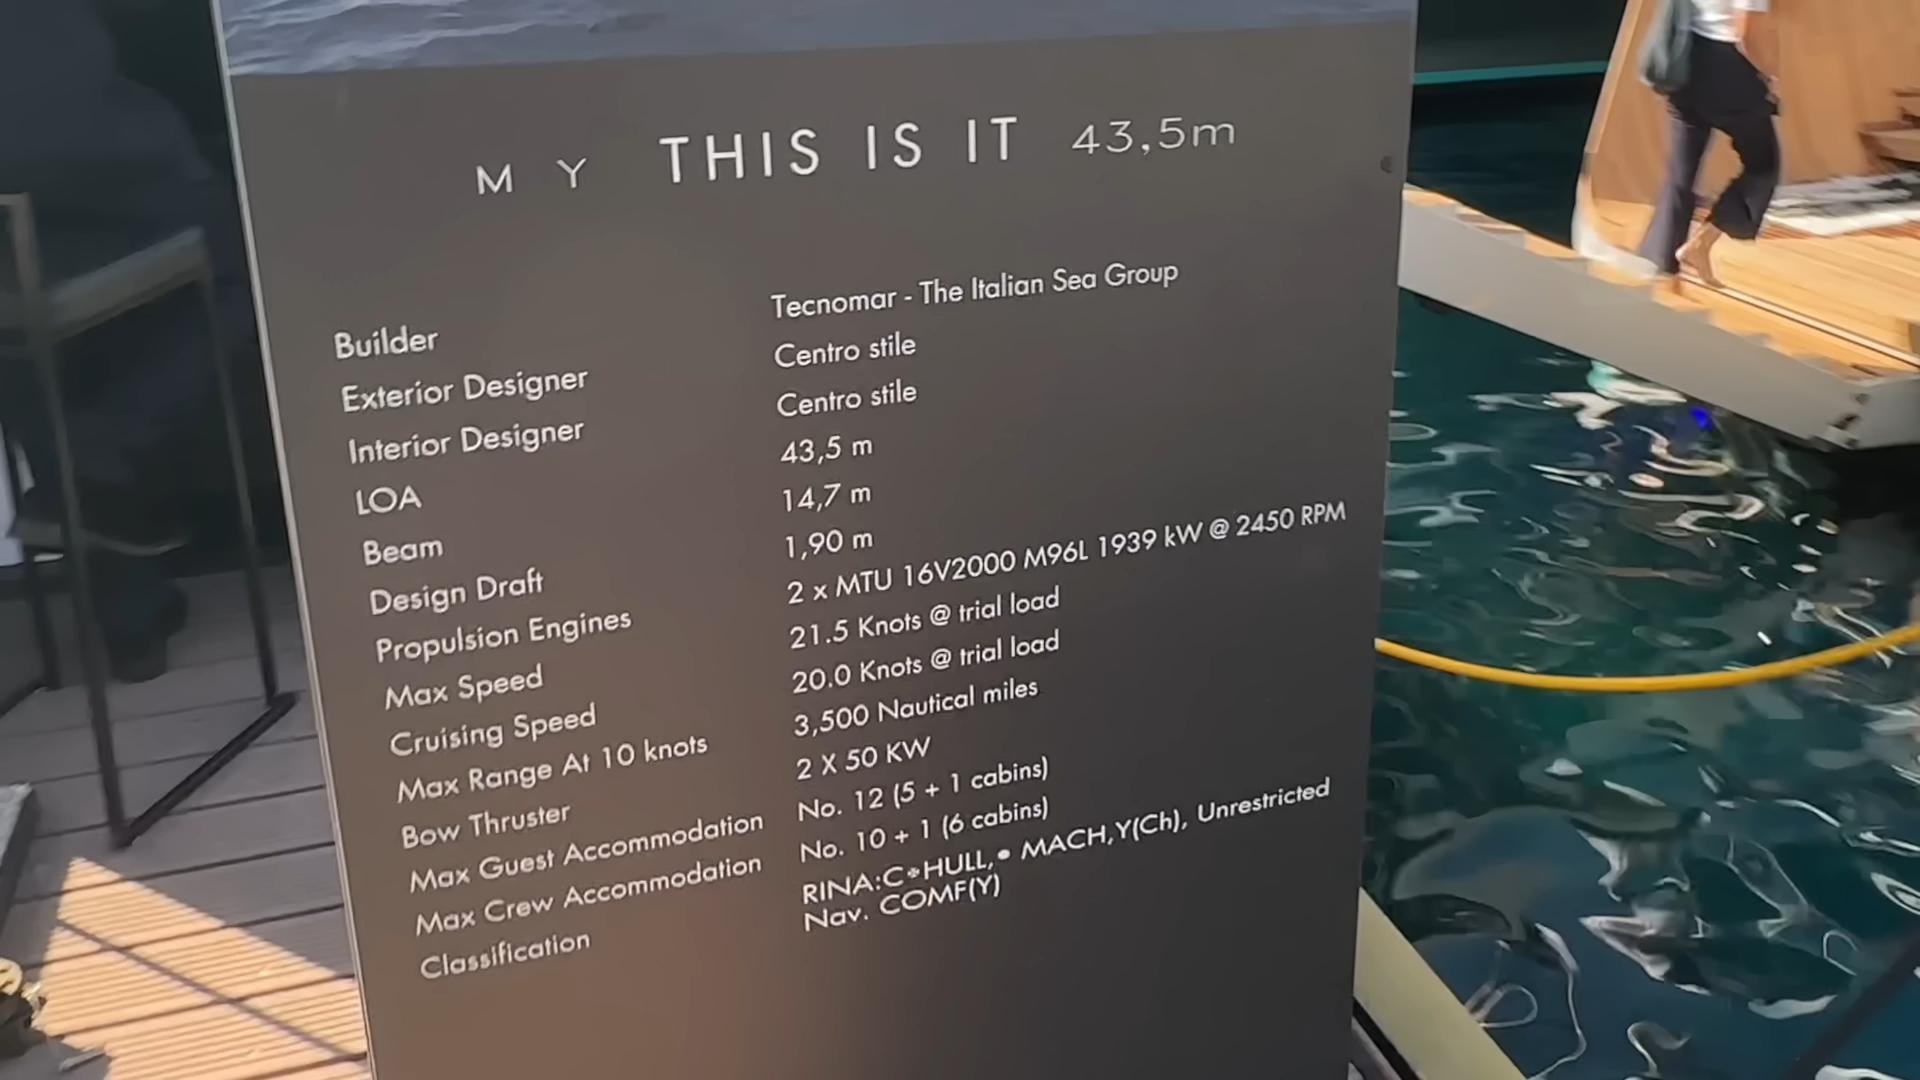 M Y THIS IS IT 43,5m
Builder Tecnomar - The Italian Sea Group
Exterior Designer Centro stile
Interior Designer Centro stile
LOA 43,5 m
Beam 14,7 m
Design Draft 1,90 m
Propulsion Engines 2 x MTU 16V2000 M96L 1939 kW @ 2450 RPM
Max Speed 21.5 Knots @ trial load
Cruising Speed 20.0 Knots @ trial load
Max Range At 10 knots 3,500 Nautical miles
Bow Thruster 2 X 50 KW
Max Guest Accommodation No. 12 (5 + 1 cabins)
Max Crew Accommodation No. 10 + 1 (6 cabins)
Classification RINA:C•HULL,• MACH,Y(Ch), Unrestricted
Nav. COMF(Y)